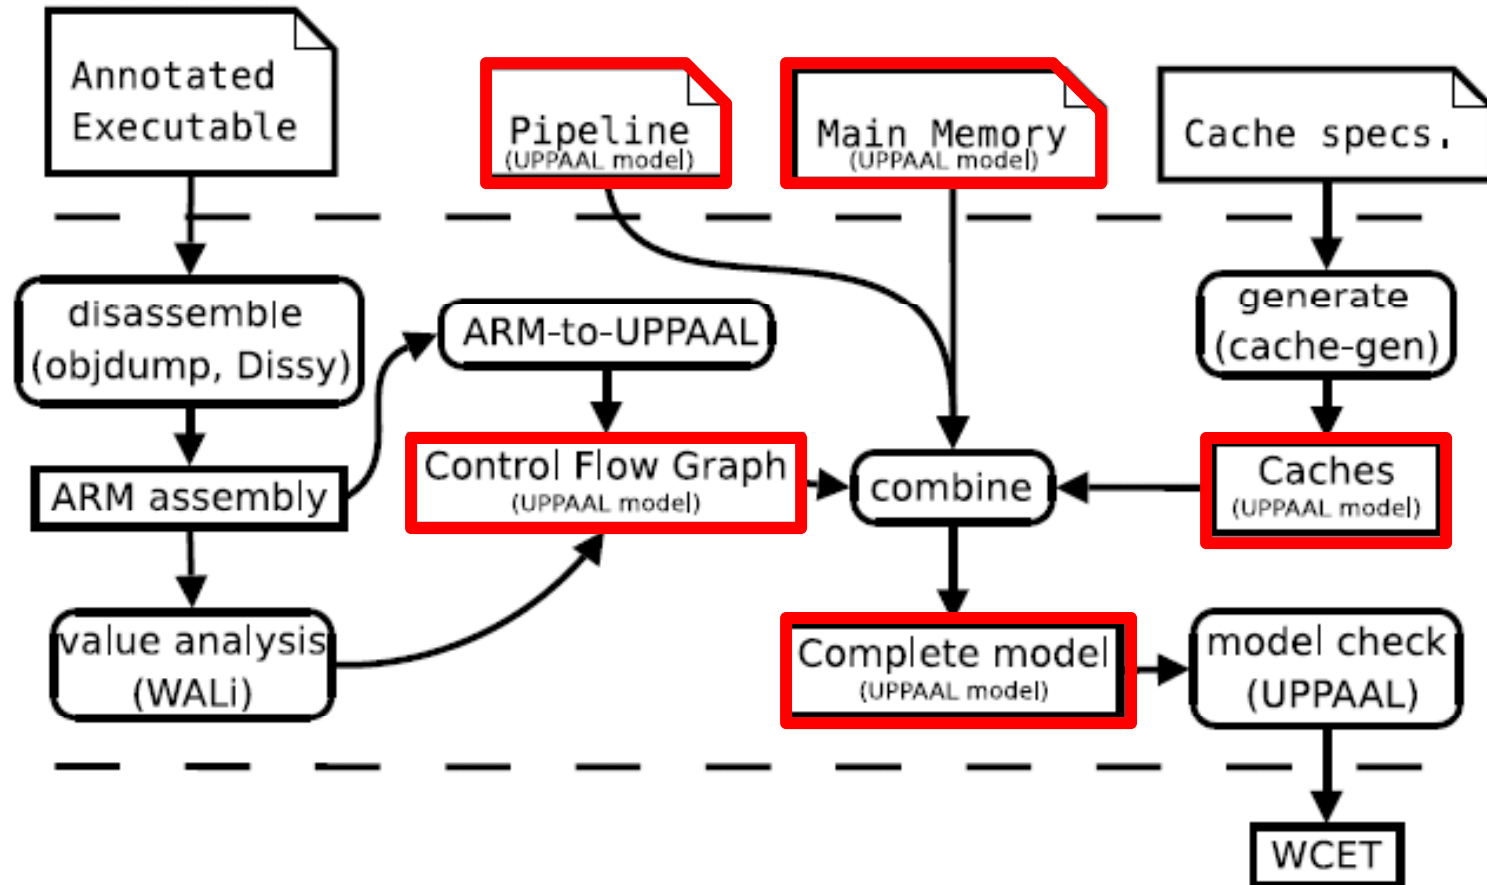 Annotated
Executable
Pipeline
(UPPAAL model)
Main Memory
(UPPAAL model)
Cache specs.
disassemble
(objdump, Dissy)
ARM-to-UPPAAL
generate
(cache-gen)
ARM assembly
Control Flow Graph
(UPPAAL model)
combine
Caches
(UPPAAL model)
value analysis
(WALi)
Complete model
(UPPAAL model)
model check
(UPPAAL)
WCET